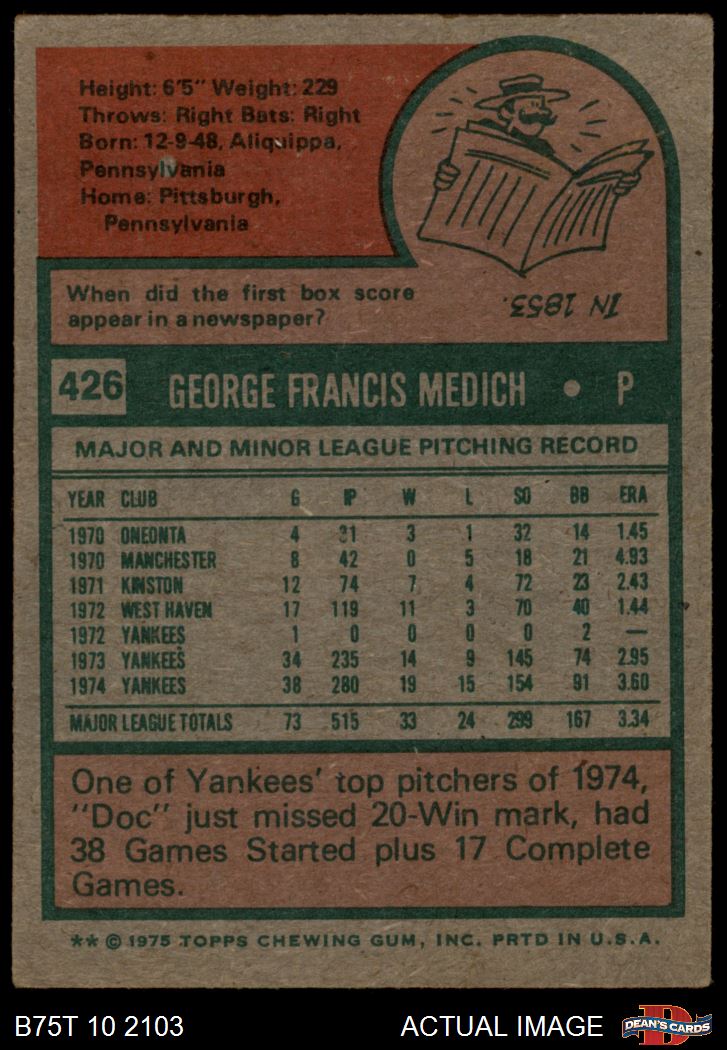 Height: 6'5" Weight: 229
Throws: Right Bats: Right
Born: 12-9-48, Aliquippa,
Pennsylvania
Home: Pittsburgh,
Pennsylvania
When did the first box score
appear in a newspaper?
IN 1853.
426 GEORGE FRANCIS MEDICH • P
MAJOR AND MINOR LEAGUE PITCHING RECORD
YEAR CLUB G IP W L SO BB ERA
1970 ONEONTA 4 31 3 1 32 14 1.45
1970 MANCHESTER 8 42 0 5 18 21 4.93
1971 KINSTON 12 74 7 4 72 23 2.43
1972 WEST HAVEN 17 119 11 3 70 40 1.44
1972 YANKEES 1 0 0 0 0 2 —
1973 YANKEES 34 235 14 9 145 74 2.95
1974 YANKEES 38 280 19 15 154 91 3.60
MAJOR LEAGUE TOTALS 73 515 33 24 299 167 3.34
One of Yankees' top pitchers of 1974,
"Doc" just missed 20-Win mark, had
38 Games Started plus 17 Complete
Games.
** © 1975 TOPPS CHEWING GUM, INC. PRTD IN U.S.A.
B75T 10 2103 ACTUAL IMAGE
D
DEAN'S CARDS